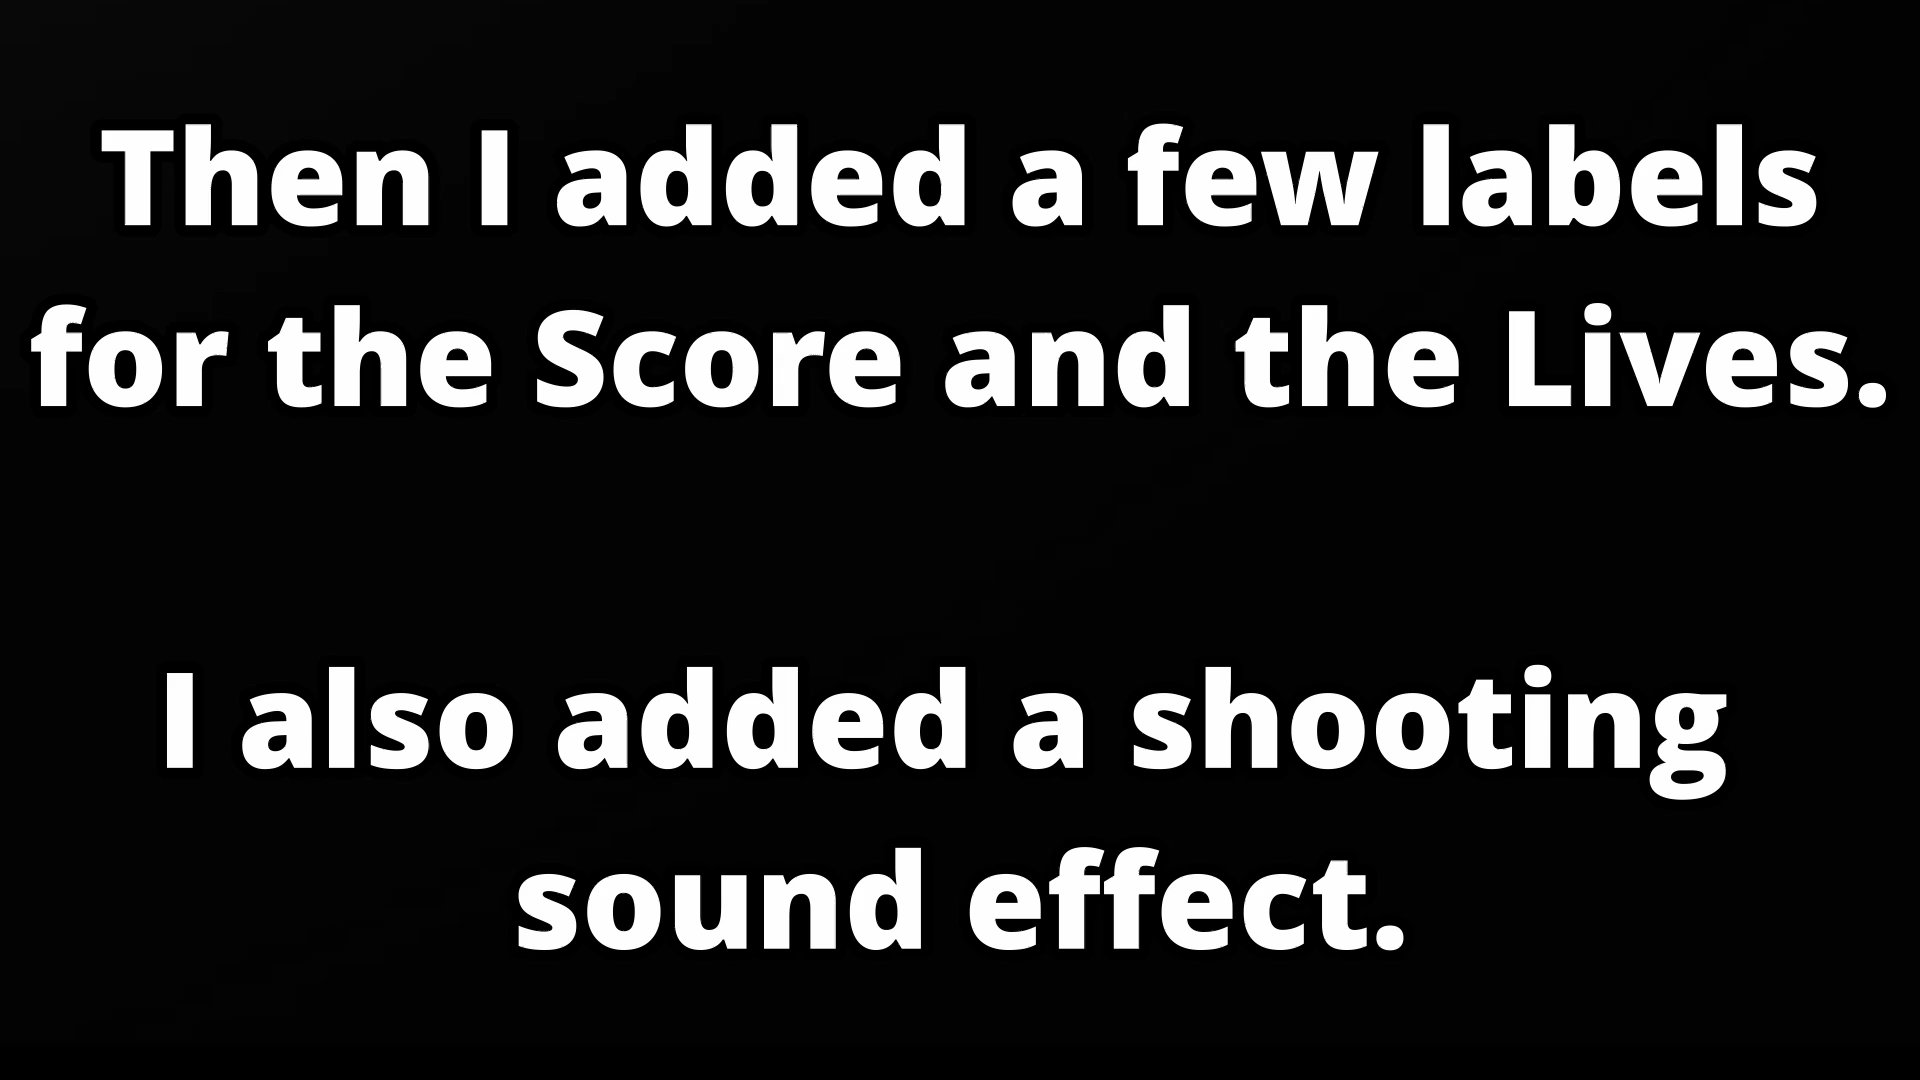 Then I added a few labels
for the Score and the Lives.
I also added a shooting
sound effect.